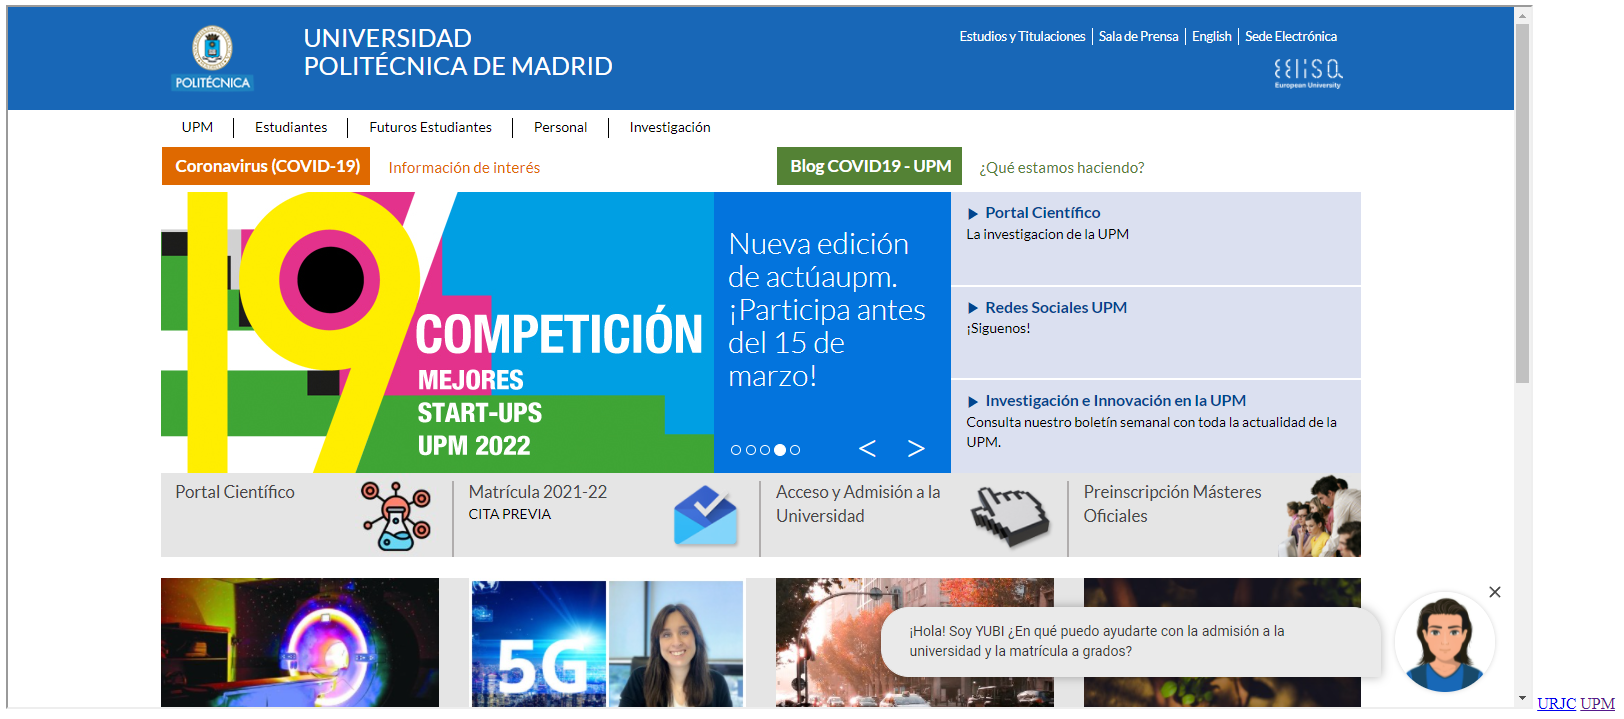 UNIVERSIDAD
POLITÉCNICA DE MADRID
POLITÉCNICA
Estudios y Titulaciones
Sala de Prensa
English
Sede Electrónica
EELISA
European University
UPM
Estudiantes
Futuros Estudiantes
Personal
Investigación
Coronavirus (COVID-19)
Información de interés
Blog COVID19 - UPM
¿Qué estamos haciendo?
19
COMPETICIÓN
MEJORES
START-UPS
UPM 2022
Nueva edición
de actúaupm.
¡Participa antes
del 15 de
marzo!
< >
Portal Científico
La investigacion de la UPM
Redes Sociales UPM
¡Siguenos!
Investigación e Innovación en la UPM
Consulta nuestro boletín semanal con toda la actualidad de la
UPM.
Portal Científico
Matrícula 2021-22
CITA PREVIA
Acceso y Admisión a la
Universidad
Preinscripción Másteres
Oficiales
5G
¡Hola! Soy YUBI ¿En qué puedo ayudarte con la admisión a la
universidad y la matrícula a grados?
URJC UPM